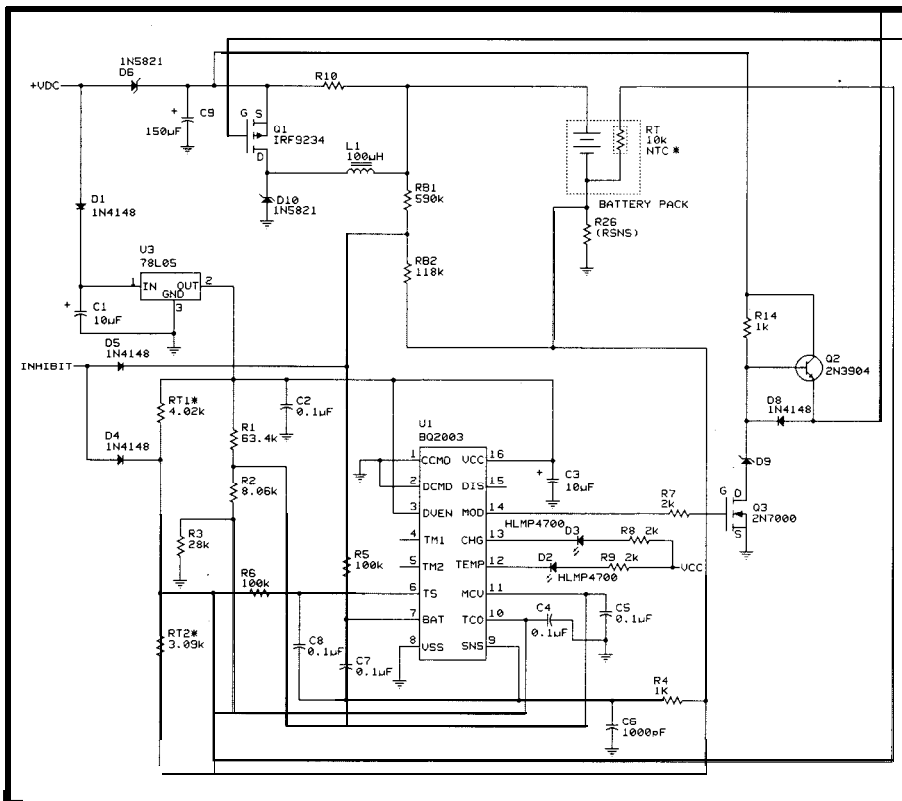 1N5821
D6
+VDC
R10
+
C9
150µF
G
S
Q1
IRF9234
D
L1
100µH
RT
10k
NTC*
BATTERY PACK
D1
1N4148
D10
1N5821
RB1
590k
R26
(RSNS)
U3
78L05
1
IN
OUT
2
GND
3
RB2
118k
+
C1
10µF
R14
1k
D5
1N4148
INHIBIT
Q2
2N3904
RT1*
4.02k
C2
0.1µF
D8
1N4148
R1
63.4k
U1
BQ2003
D4
1N4148
1
CCMD
VCC
16
D9
R2
8.06k
+
C3
10µF
2
DCMD
DIS
15
R7
2k
G
D
Q3
2N7000
S
3
DVEN
MOD
14
HLMP4700
R3
28k
4
TM1
CHG
13
D3
R8
2k
R5
100k
5
TM2
TEMP
12
D2
HLMP4700
R9
2k
VCC
R6
100k
6
TS
MCV
11
C4
0.1µF
C5
0.1µF
7
BAT
TCO
10
RT2*
3.09k
C8
0.1µF
8
VSS
SNS
9
C7
0.1µF
R4
1K
C6
1000pF